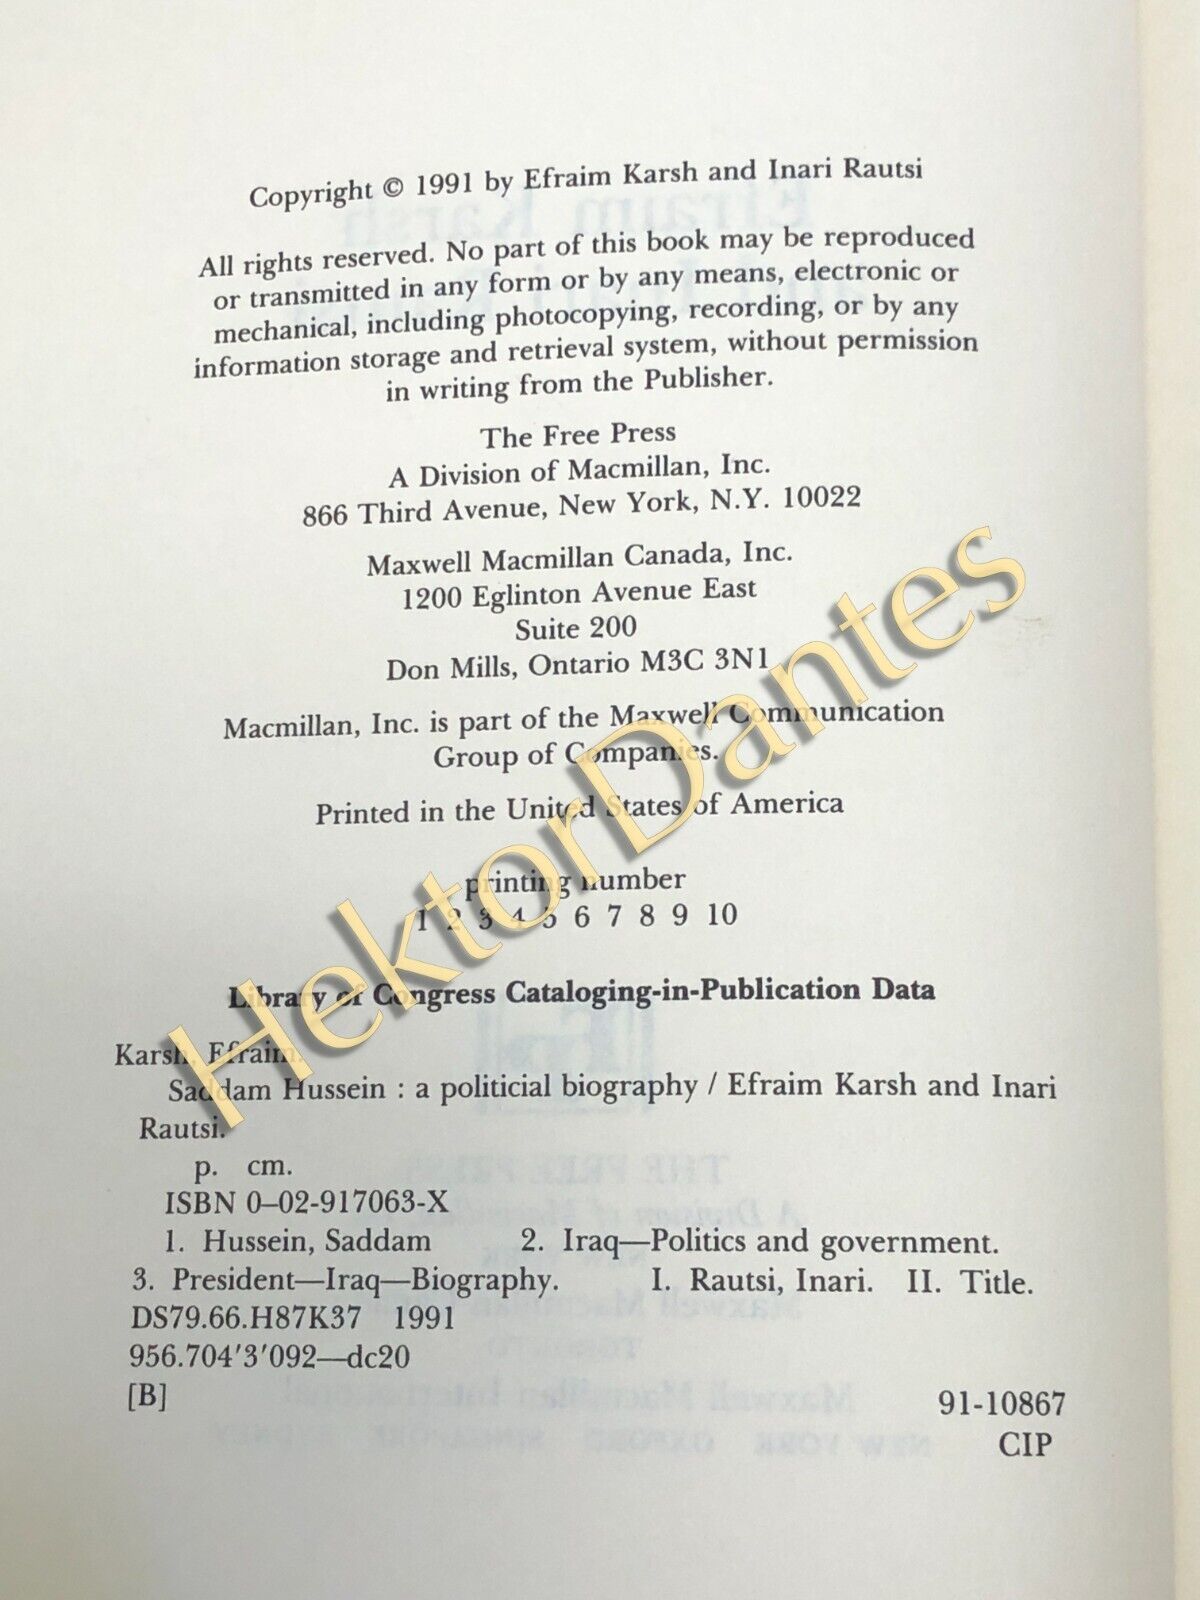 Copyright © 1991 by Efraim Karsh and Inari Rautsi
All rights reserved. No part of this book may be reproduced
or transmitted in any form or by any means, electronic or
mechanical, including photocopying, recording, or by any
information storage and retrieval system, without permission
in writing from the Publisher.
The Free Press
A Division of Macmillan, Inc.
866 Third Avenue, New York, N.Y. 10022
Maxwell Macmillan Canada, Inc.
1200 Eglinton Avenue East
Suite 200
Don Mills, Ontario M3C 3N1
Macmillan, Inc. is part of the Maxwell Communication
Group of Companies.
Printed in the United States of America
printing number
1 2 3 4 5 6 7 8 9 10
Library of Congress Cataloging-in-Publication Data
Karsh, Efraim.
Saddam Hussein : a politicial biography / Efraim Karsh and Inari
Rautsi.
p. cm.
ISBN 0–02-917063-X
1. Hussein, Saddam 2. Iraq—Politics and government.
3. President—Iraq—Biography. I. Rautsi, Inari. II. Title.
DS79.66.H87K37 1991
956.704'3'092—dc20
[B]
91-10867
CIP
HektorDantes